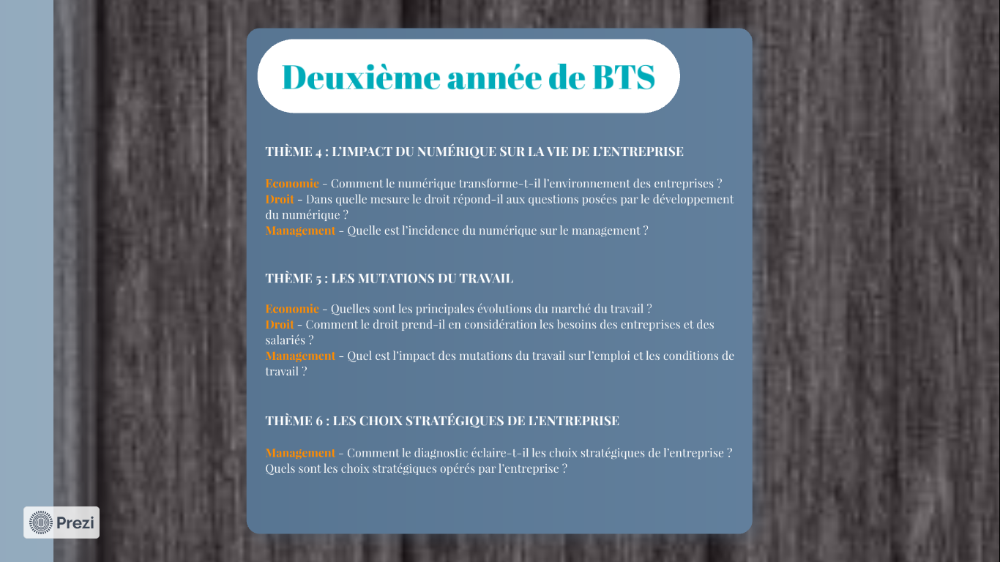 Deuxième année de BTS
THÈME 4 : L'IMPACT DU NUMÉRIQUE SUR LA VIE DE L'ENTREPRISE
Economie - Comment le numérique transforme-t-il l'environnement des entreprises ?
Droit - Dans quelle mesure le droit répond-il aux questions posées par le développement
du numérique ?
Management - Quelle est l'incidence du numérique sur le management ?
THÈME 5 : LES MUTATIONS DU TRAVAIL
Economie - Quelles sont les principales évolutions du marché du travail ?
Droit - Comment le droit prend-il en considération les besoins des entreprises et des
salariés ?
Management - Quel est l'impact des mutations du travail sur l'emploi et les conditions de
travail ?
THÈME 6 : LES CHOIX STRATÉGIQUES DE L'ENTREPRISE
Management - Comment le diagnostic éclaire-t-il les choix stratégiques de l'entreprise ?
Quels sont les choix stratégiques opérés par l'entreprise ?
Prezi